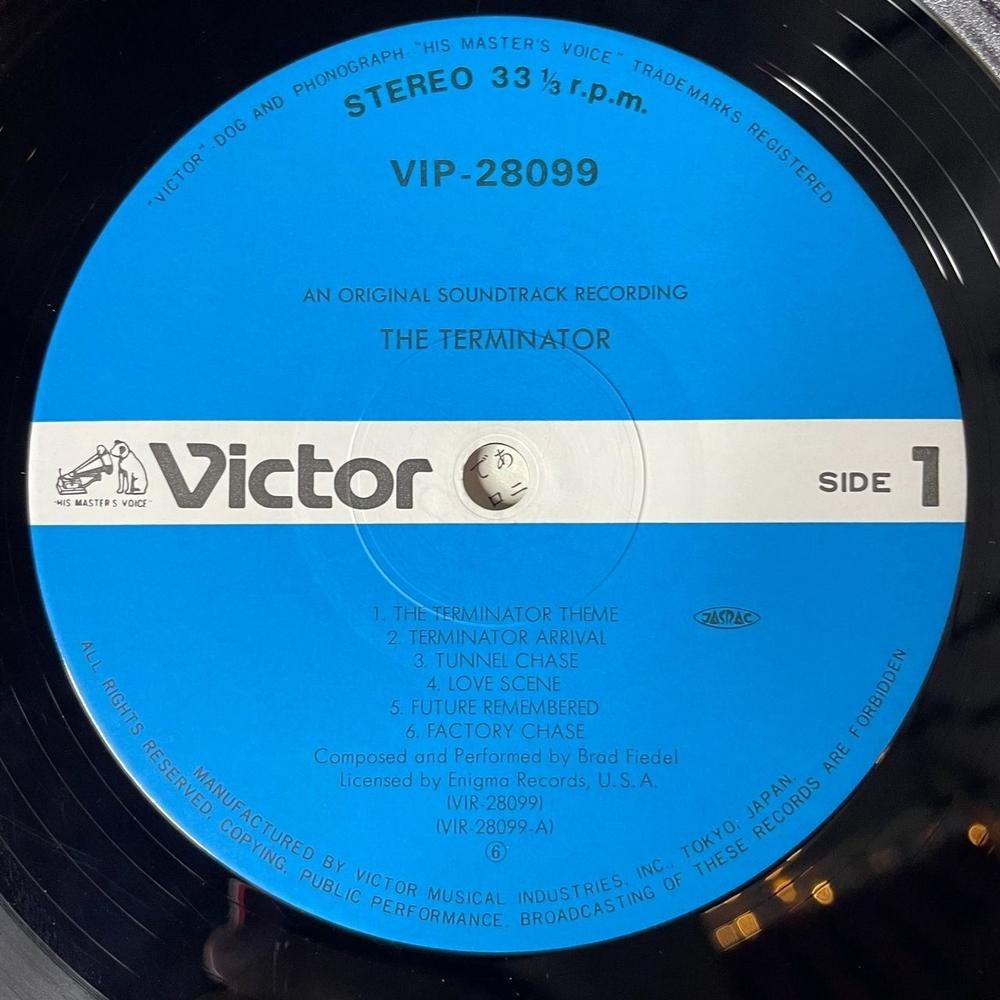 "VICTOR" DOG AND PHONOGRAPH-"HIS MASTER'S VOICE" TRADEMARKS REGISTERED.
STEREO 33 1/3 r.p.m.
VIP-28099
AN ORIGINAL SOUNDTRACK RECORDING
THE TERMINATOR
"HIS MASTER'S VOICE"
Victor
であ
ロニ
SIDE 1
1. THE TERMINATOR THEME
JASRAC
2. TERMINATOR ARRIVAL
3. TUNNEL CHASE
4. LOVE SCENE
5. FUTURE REMEMBERED
6. FACTORY CHASE
Composed and Performed by Brad Fiedel
Licensed by Enigma Records, U.S.A.
(VIR-28099)
(VIR-28099-A)
⑥
MANUFACTURED BY VICTOR MUSICAL INDUSTRIES, INC., TOKYO, JAPAN.
ALL RIGHTS RESERVED. COPYING, PUBLIC PERFORMANCE, BROADCASTING OF THESE RECORDS ARE FORBIDDEN